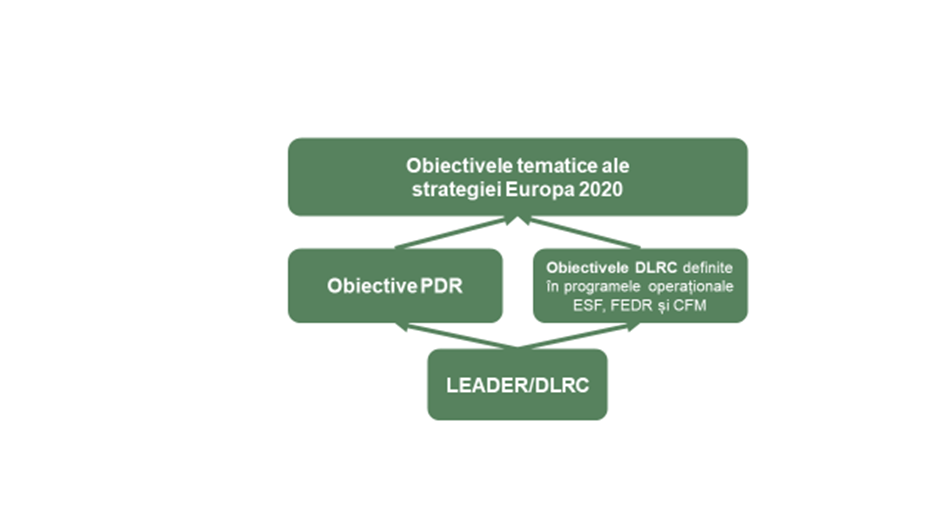 Obiectivele tematice ale
strategiei Europa 2020
Obiective PDR
Obiectivele DLRC definite
în programele operaționale
ESF, FEDR și CFM
LEADER/DLRC